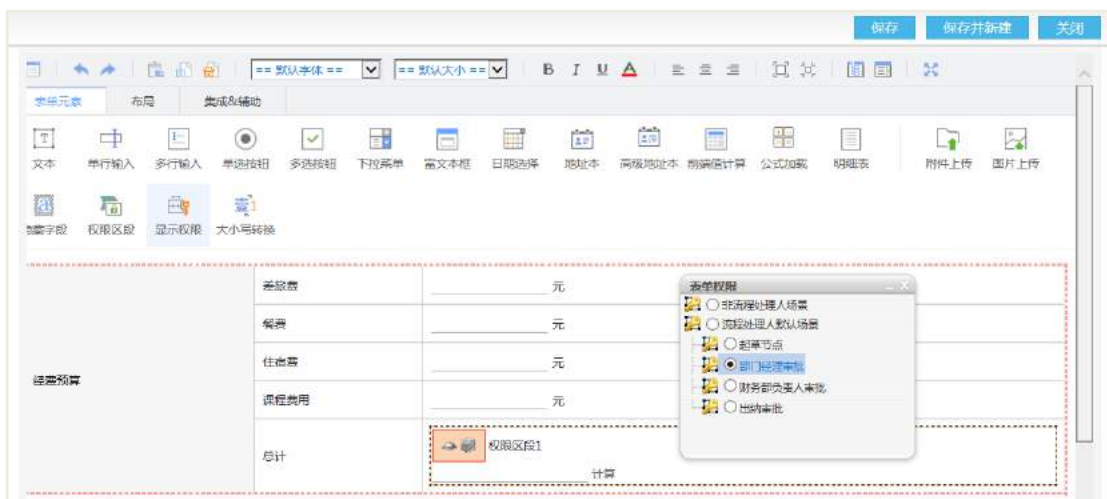 保存 保存并新建 关闭
== 默认字体 == == 默认大小 == B I U A
表单元素 布局 集成&辅助
文本 单行输入 多行输入 单选按钮 多选按钮 下拉菜单 富文本框 日期选择 地址本 高级地址本 前端值计算 公式加载 明细表 附件上传 图片上传
隐藏字段 权限区段 显示权限 大小写转换
差旅费 元
餐费 元
住宿费 元
经费预算
课程费用 元
总计 权限区段1
计算
表单权限
非流程处理人场景
流程处理人默认场景
起草节点
部门经理审批
财务部负责人审批
出纳审批